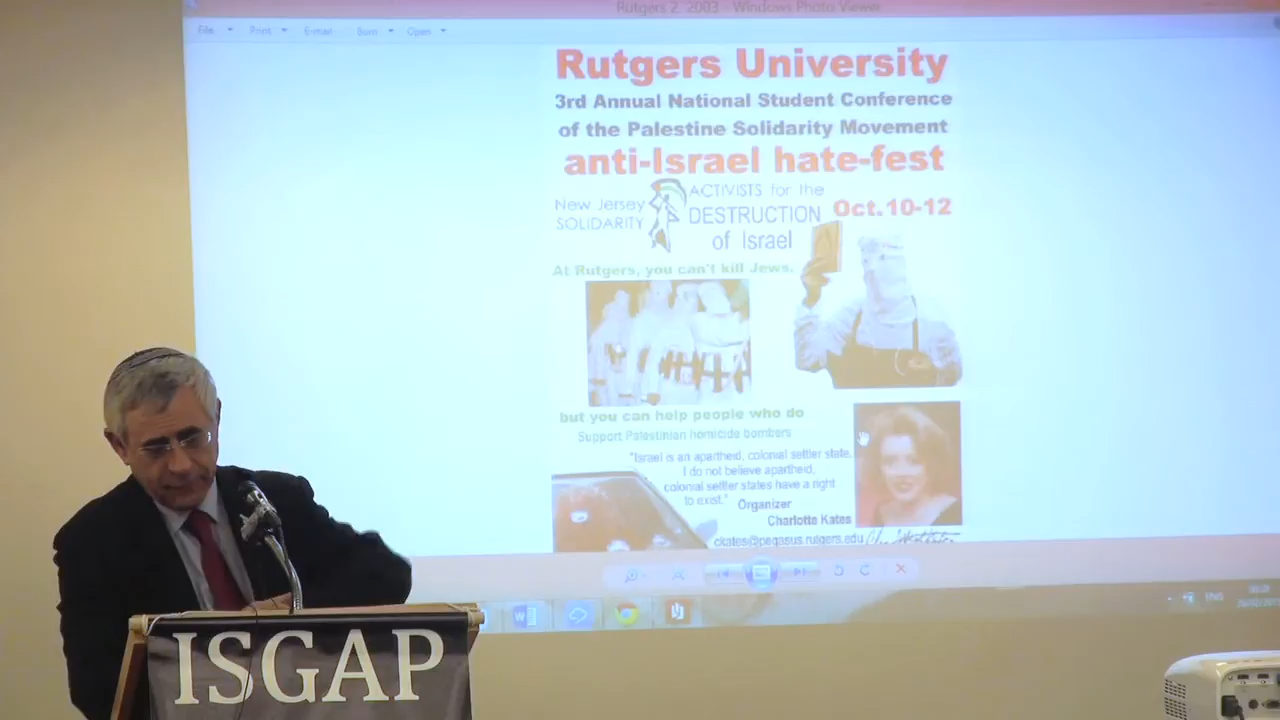 Rutgers 2, 2003 - Windows Photo Viewer
File Print E-mail Burn Open
Rutgers University
3rd Annual National Student Conference
of the Palestine Solidarity Movement
anti-Israel hate-fest
New Jersey
SOLIDARITY
ACTIVISTS for the
DESTRUCTION
of Israel
Oct. 10-12
At Rutgers, you can't kill Jews,
but you can help people who do
Support Palestinian homicide bombers
"Israel is an apartheid, colonial settler state.
I do not believe apartheid,
colonial settler states have a right
to exist."
Organizer
Charlotte Kates
ckates@pegasus.rutgers.edu
ENG
ISGAP